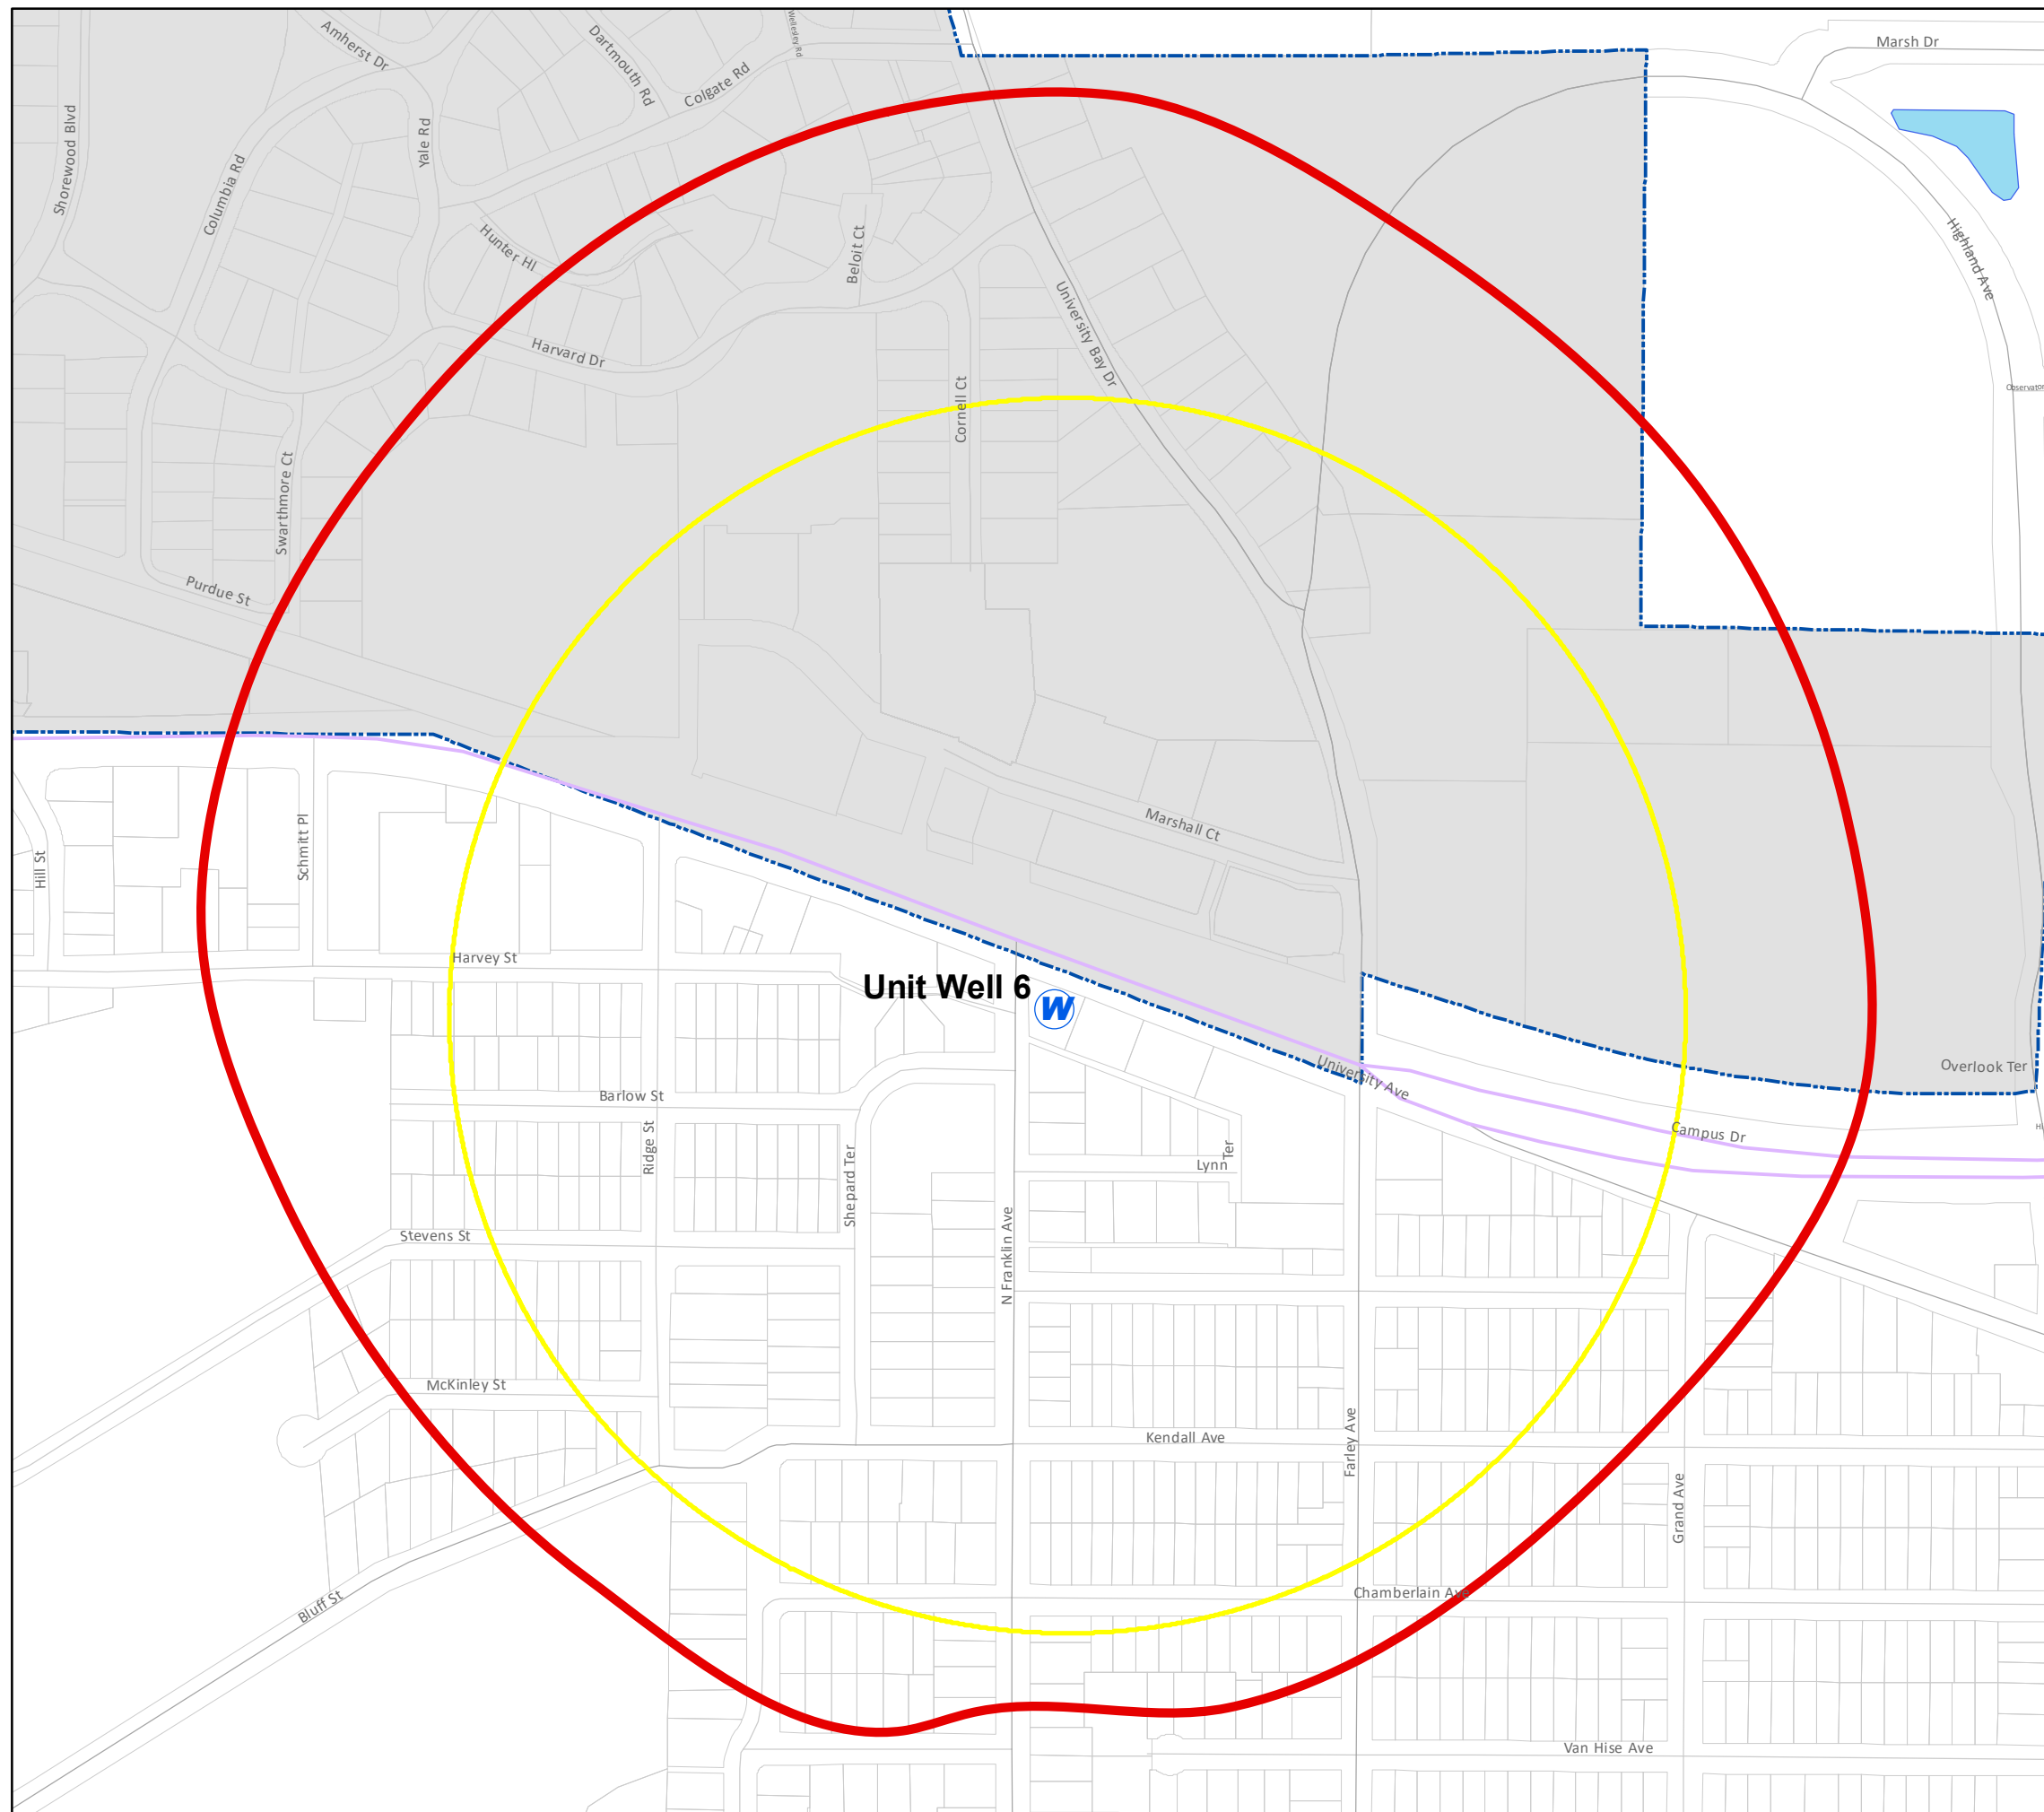 Marsh Dr
Amherst Dr
Dartmouth Rd
Wellesley Rd
Colgate Rd
Shorewood Blvd
Yale Rd
Columbia Rd
Hunter Hl
Beloit Ct
Highland Ave
University Bay Dr
Harvard Dr
Cornell Ct
Swarthmore Ct
Purdue St
Marshall Ct
Schmitt Pl
Hill St
Harvey St
Unit Well 6
W
University Ave
Overlook Ter
Barlow St
Campus Dr
Ridge St
Shepard Ter
Lynn Ter
Stevens St
N Franklin Ave
McKinley St
Kendall Ave
Farley Ave
Grand Ave
Chamberlain Ave
Bluff St
Van Hise Ave